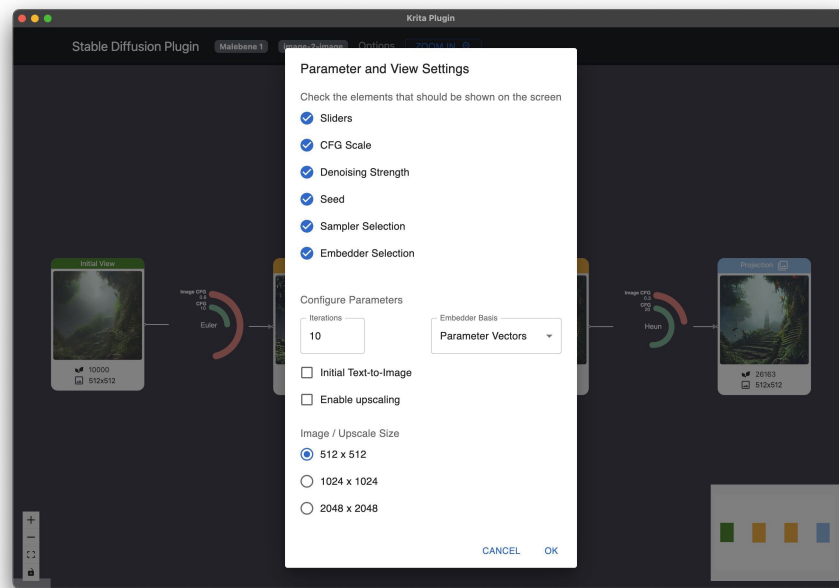 Krita Plugin
Stable Diffusion Plugin Malebene 1 image-2-image Options ZOOM IN
Parameter and View Settings
Check the elements that should be shown on the screen
Sliders
CFG Scale
Denoising Strength
Seed
Sampler Selection
Embedder Selection
Initial View
Image CFG
CFG
10
Euler
10000
512x512
Configure Parameters
Iterations
10
Embedder Basis
Parameter Vectors
Initial Text-to-Image
Enable upscaling
Image / Upscale Size
512 x 512
1024 x 1024
2048 x 2048
CANCEL OK
Image CFG
0.3
CFG
20
Heun
Projection
26163
512x512